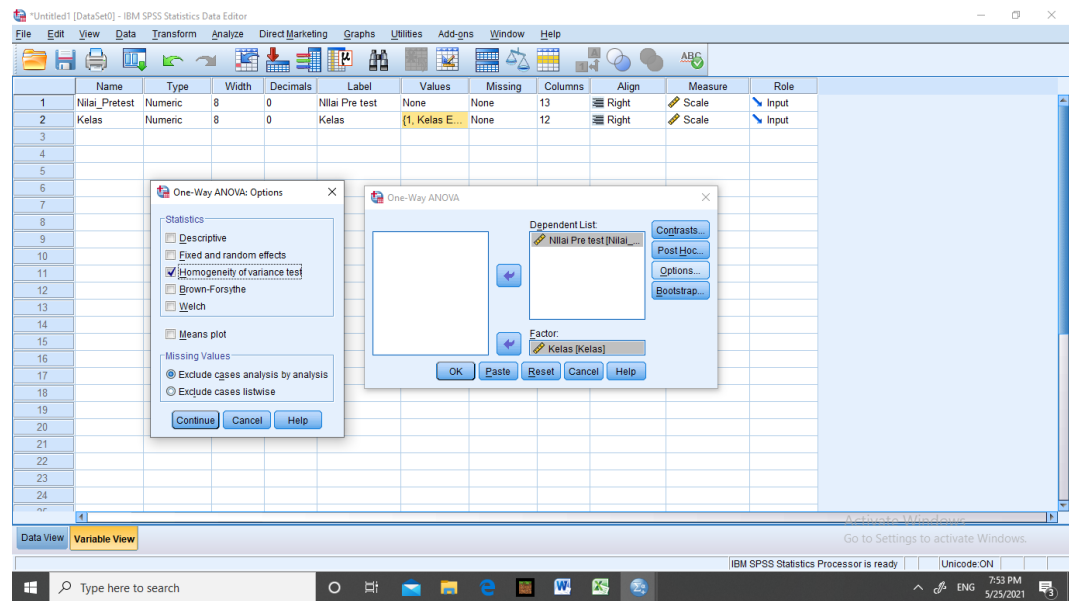 *Untitled1 [DataSet0] - IBM SPSS Statistics Data Editor
File Edit View Data Transform Analyze Direct Marketing Graphs Utilities Add-ons Window Help
Name Type Width Decimals Label Values Missing Columns Align Measure Role
1 Nilai_Pretest Numeric 8 0 NIlai Pre test None None 13 Right Scale Input
2 Kelas Numeric 8 0 Kelas {1, Kelas E... None 12 Right Scale Input
3
4
5
6
7
8
9
10
11
12
13
14
15
16
17
18
19
20
21
22
23
24
25
One-Way ANOVA: Options
Statistics
Descriptive
Fixed and random effects
Homogeneity of variance test
Brown-Forsythe
Welch
Means plot
Missing Values
Exclude cases analysis by analysis
Exclude cases listwise
Continue Cancel Help
One-Way ANOVA
Dependent List:
NIlai Pre test [Nilai_...
Contrasts...
Post Hoc...
Options...
Bootstrap...
Factor:
Kelas [Kelas]
OK Paste Reset Cancel Help
Activate Windows
Go to Settings to activate Windows.
Data View Variable View
IBM SPSS Statistics Processor is ready Unicode:ON
Type here to search
ENG
7:53 PM
5/25/2021